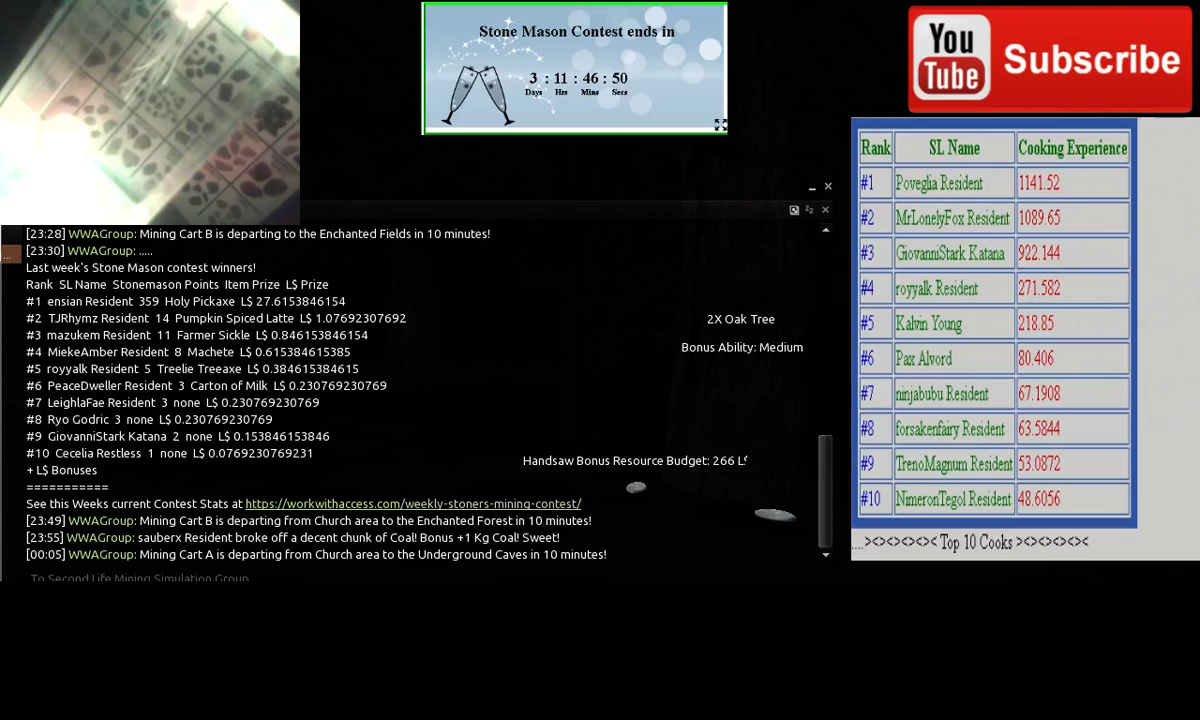 Stone Mason Contest ends in
3 : 11 : 46 : 50
Days Hrs Mins Secs
You Tube Subscribe
[23:28] WWAGroup: Mining Cart B is departing to the Enchanted Fields in 10 minutes!
[23:30] WWAGroup: .....
Last week's Stone Mason contest winners!
Rank SL Name Stonemason Points Item Prize L$ Prize
#1 ensian Resident 359 Holy Pickaxe L$ 27.6153846154
#2 TJRhymz Resident 14 Pumpkin Spiced Latte L$ 1.07692307692
#3 mazukem Resident 11 Farmer Sickle L$ 0.846153846154
#4 MiekeAmber Resident 8 Machete L$ 0.615384615385
#5 royyalk Resident 5 Treelie Treeaxe L$ 0.384615384615
#6 PeaceDweller Resident 3 Carton of Milk L$ 0.230769230769
#7 LeighlaFae Resident 3 none L$ 0.230769230769
#8 Ryo Godric 3 none L$ 0.230769230769
#9 GiovanniStark Katana 2 none L$ 0.153846153846
#10 Cecelia Restless 1 none L$ 0.0769230769231
+ L$ Bonuses
===========
See this Weeks current Contest Stats at https://workwithaccess.com/weekly-stoners-mining-contest/
[23:49] WWAGroup: Mining Cart B is departing from Church area to the Enchanted Forest in 10 minutes!
[23:55] WWAGroup: sauberx Resident broke off a decent chunk of Coal! Bonus +1 Kg Coal! Sweet!
[00:05] WWAGroup: Mining Cart A is departing from Church area to the Underground Caves in 10 minutes!
To Second Life Mining Simulation Group
2X Oak Tree
Bonus Ability: Medium
Handsaw Bonus Resource Budget: 266 L$
Rank SL Name Cooking Experience
#1 Poveglia Resident 1141.52
#2 MrLonelyFox Resident 1089.65
#3 GiovanniStark Katana 922.144
#4 royyalk Resident 271.582
#5 Kalvin Young 218.85
#6 Pax Alvord 80.406
#7 ninjabubu Resident 67.1908
#8 forsakenfairy Resident 63.5844
#9 TrenoMagnum Resident 53.0872
#10 NimeronTegol Resident 48.6056
....><><><><>< Top 10 Cooks ><><><><><